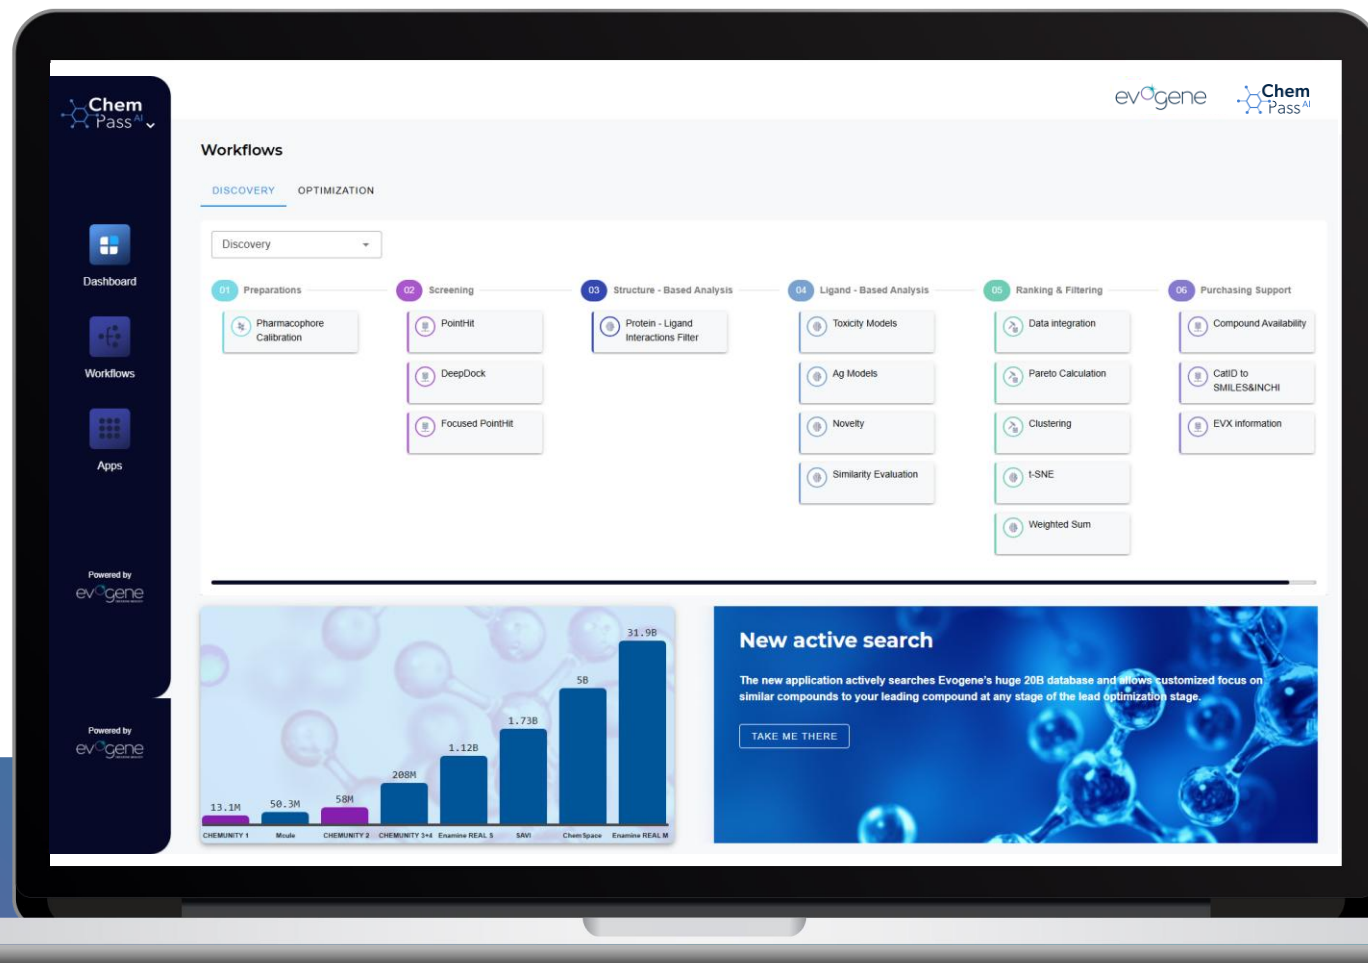 Chem
Pass AI
evogene
Chem
Pass AI
Workflows
DISCOVERY OPTIMIZATION
Discovery
Dashboard
Workflows
Apps
01 Preparations
Pharmacophore
Calibration
02 Screening
PointHit
DeepDock
Focused PointHit
03 Structure - Based Analysis
Protein - Ligand
Interactions Filter
04 Ligand - Based Analysis
Toxicity Models
Ag Models
Novelty
Similarity Evaluation
05 Ranking & Filtering
Data integration
Pareto Calculation
Clustering
t-SNE
Weighted Sum
06 Purchasing Support
Compound Availability
CatID to
SMILES&INCHI
EVX information
Powered by
evogene
Powered by
evogene
13.1M
50.3M
58M
208M
1.12B
1.73B
5B
31.9B
CHEMUNITY 1 Mcule CHEMUNITY 2 CHEMUNITY 3+4 Enamine REAL S SAVI ChemSpace Enamine REAL M
New active search
The new application actively searches Evogene's huge 20B database and allows customized focus on
similar compounds to your leading compound at any stage of the lead optimization stage.
TAKE ME THERE